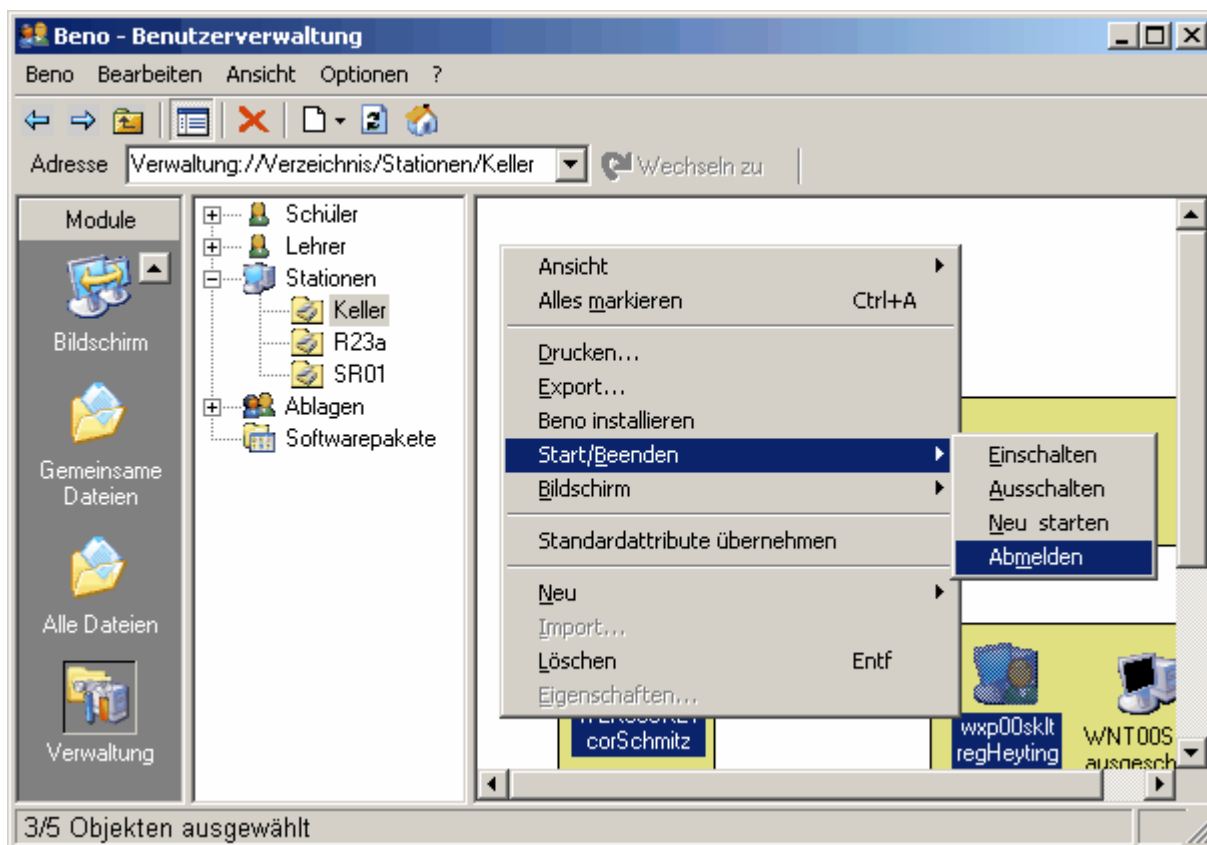 Beno - Benutzerverwaltung
Beno Bearbeiten Ansicht Optionen ?
Adresse Verwaltung://Verzeichnis/Stationen/Keller Wechseln zu
Module
Bildschirm
Gemeinsame
Dateien
Alle Dateien
Verwaltung
Schüler
Lehrer
Stationen
Keller
R23a
SR01
Ablagen
Softwarepakete
Ansicht
Alles markieren Ctrl+A
Drucken...
Export...
Beno installieren
Start/Beenden
Bildschirm
Standardattribute übernehmen
Neu
Import...
Löschen Entf
Eigenschaften...
Einschalten
Ausschalten
Neu starten
Abmelden
corSchmitz
wxp00sklt
regHeyting
WNT00S
ausgesch
3/5 Objekten ausgewählt